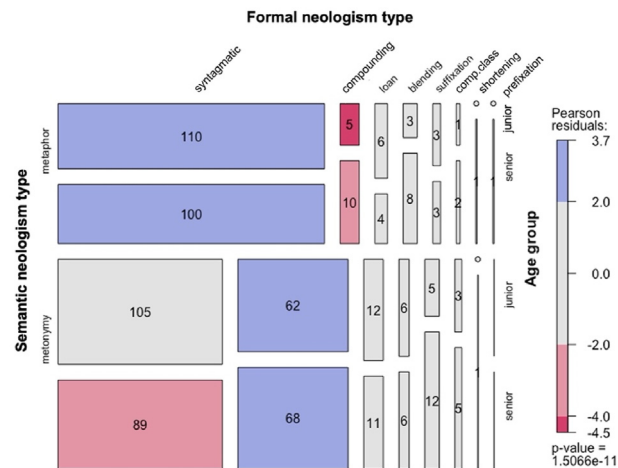 Formal neologism type
syntagmatic
compounding
loan
blending
suffixation
comp.class
shortening
prefixation
Semantic neologism type
metaphor
110
5
6
3
3
1
junior
100
10
4
8
3
2
1
1
senior
metonymy
105
62
12
6
5
3
junior
89
68
11
6
12
5
1
senior
Age group
Pearson
residuals:
3.7
2.0
0.0
-2.0
-4.0
-4.5
p-value =
1.5066e-11